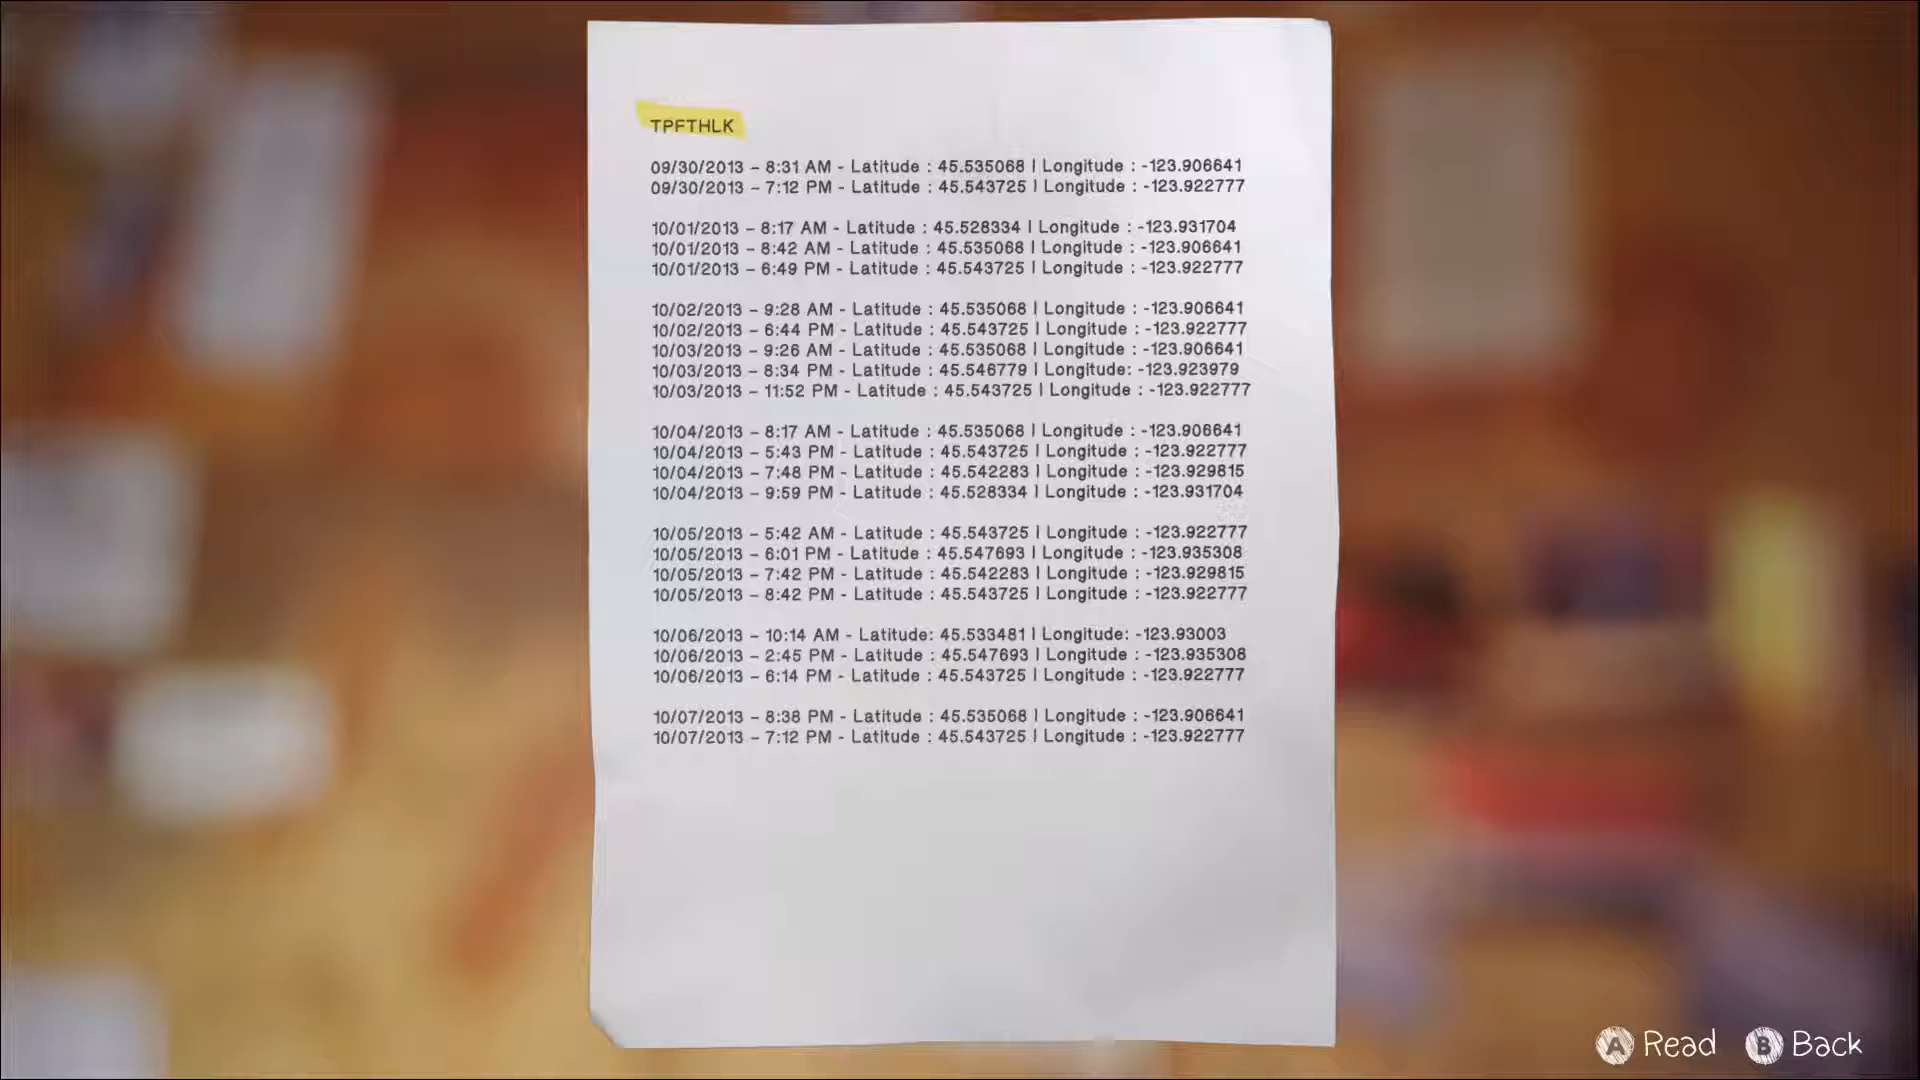 TPFTHLK
09/30/2013 – 8:31 AM - Latitude : 45.535068 | Longitude : -123.906641
09/30/2013 – 7:12 PM - Latitude : 45.543725 | Longitude : -123.922777
10/01/2013 – 8:17 AM - Latitude : 45.528334 | Longitude : -123.931704
10/01/2013 – 8:42 AM - Latitude : 45.535068 | Longitude : -123.906641
10/01/2013 – 6:49 PM - Latitude : 45.543725 | Longitude : -123.922777
10/02/2013 – 9:28 AM - Latitude : 45.535068 | Longitude : -123.906641
10/02/2013 – 6:44 PM - Latitude : 45.543725 | Longitude : -123.922777
10/03/2013 – 9:26 AM - Latitude : 45.535068 | Longitude : -123.906641
10/03/2013 – 8:34 PM - Latitude : 45.546779 | Longitude: -123.923979
10/03/2013 – 11:52 PM - Latitude : 45.543725 | Longitude : -123.922777
10/04/2013 – 8:17 AM - Latitude : 45.535068 | Longitude : -123.906641
10/04/2013 – 5:43 PM - Latitude : 45.543725 | Longitude : -123.922777
10/04/2013 – 7:48 PM - Latitude : 45.542283 | Longitude : -123.929815
10/04/2013 – 9:59 PM - Latitude : 45.528334 | Longitude : -123.931704
10/05/2013 – 5:42 AM - Latitude : 45.543725 | Longitude : -123.922777
10/05/2013 – 6:01 PM - Latitude : 45.547693 | Longitude : -123.935308
10/05/2013 – 7:42 PM - Latitude : 45.542283 | Longitude : -123.929815
10/05/2013 – 8:42 PM - Latitude : 45.543725 | Longitude : -123.922777
10/06/2013 – 10:14 AM - Latitude: 45.533481 | Longitude: -123.93003
10/06/2013 – 2:45 PM - Latitude : 45.547693 | Longitude : -123.935308
10/06/2013 – 6:14 PM - Latitude : 45.543725 | Longitude : -123.922777
10/07/2013 – 8:38 PM - Latitude : 45.535068 | Longitude : -123.906641
10/07/2013 – 7:12 PM - Latitude : 45.543725 | Longitude : -123.922777
A Read B Back